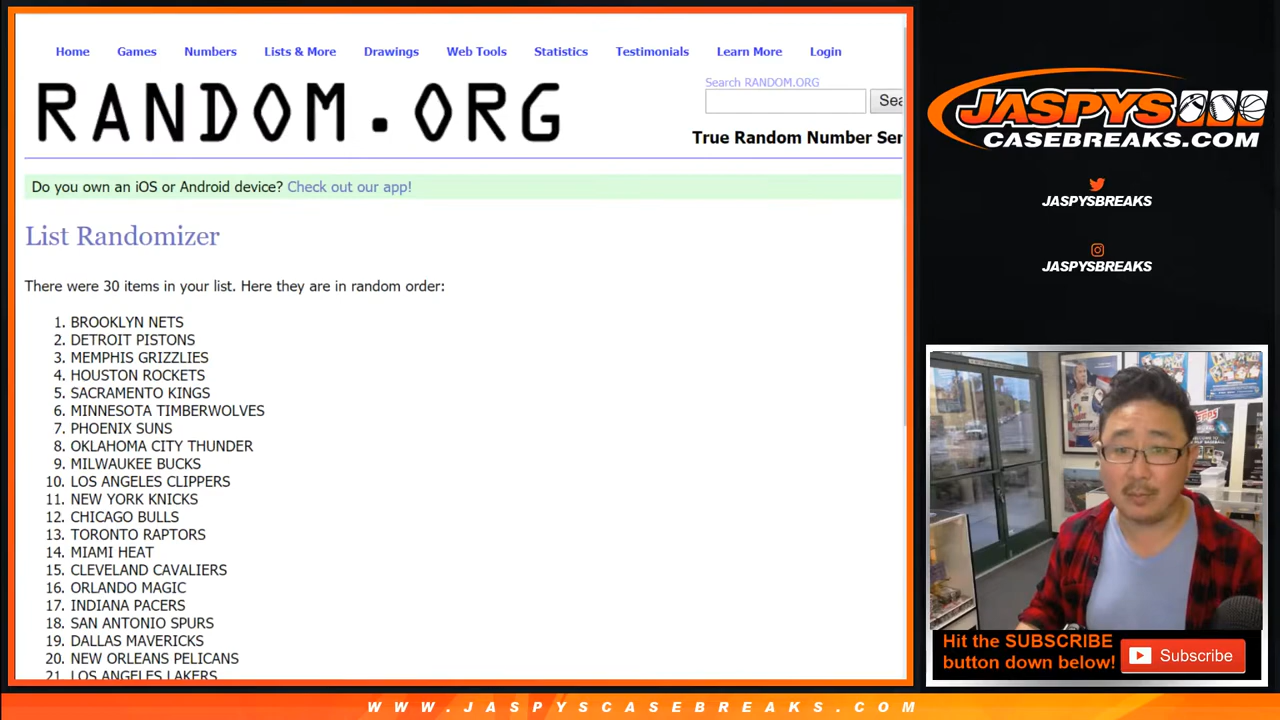 Home Games Numbers Lists & More Drawings Web Tools Statistics Testimonials Learn More Login
Search RANDOM.ORG
RANDOM.ORG
Sea
True Random Number Ser
Do you own an iOS or Android device? Check out our app!
List Randomizer
There were 30 items in your list. Here they are in random order:
1. BROOKLYN NETS
2. DETROIT PISTONS
3. MEMPHIS GRIZZLIES
4. HOUSTON ROCKETS
5. SACRAMENTO KINGS
6. MINNESOTA TIMBERWOLVES
7. PHOENIX SUNS
8. OKLAHOMA CITY THUNDER
9. MILWAUKEE BUCKS
10. LOS ANGELES CLIPPERS
11. NEW YORK KNICKS
12. CHICAGO BULLS
13. TORONTO RAPTORS
14. MIAMI HEAT
15. CLEVELAND CAVALIERS
16. ORLANDO MAGIC
17. INDIANA PACERS
18. SAN ANTONIO SPURS
19. DALLAS MAVERICKS
20. NEW ORLEANS PELICANS
21. LOS ANGELES LAKERS
JASPYS
CASEBREAKS.COM
JASPYSBREAKS
JASPYSBREAKS
Hit the SUBSCRIBE
button down below!
Subscribe
WWW.JASPYSCASEBREAKS.COM